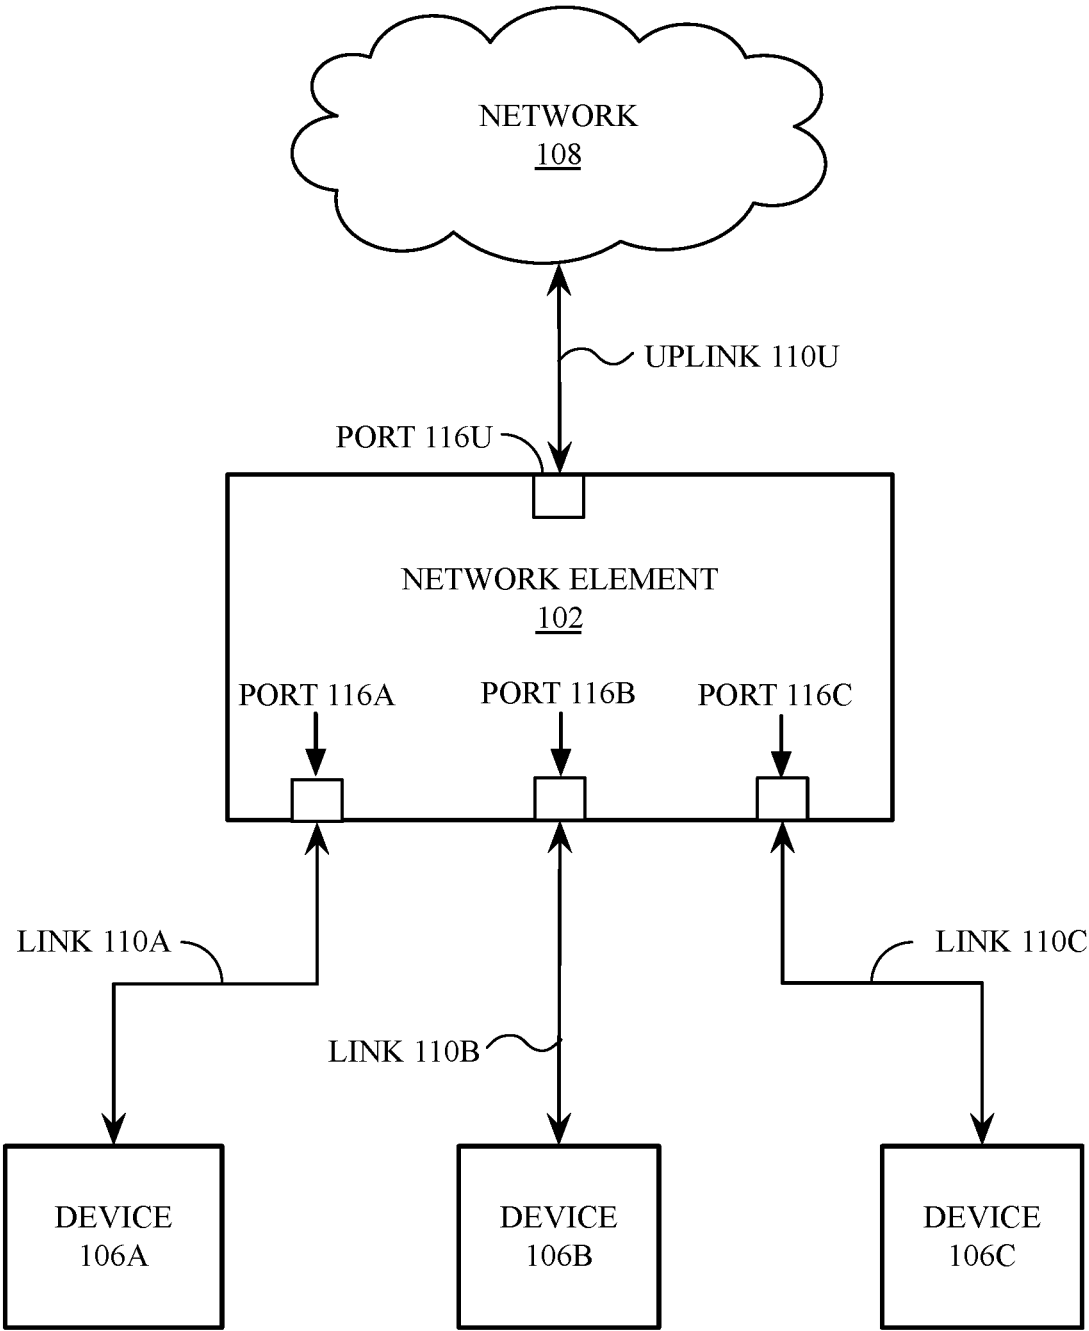 NETWORK
108
UPLINK 110U
PORT 116U
NETWORK ELEMENT
102
PORT 116A
PORT 116B
PORT 116C
LINK 110A
LINK 110C
LINK 110B
DEVICE
106A
DEVICE
106B
DEVICE
106C